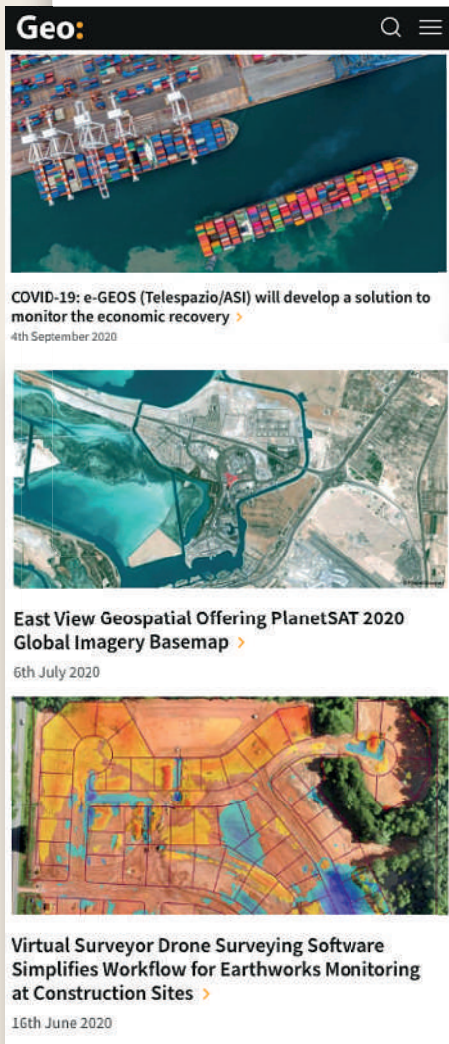 Geo:
COVID-19: e-GEOS (Telespazio/ASI) will develop a solution to
monitor the economic recovery >
4th September 2020
East View Geospatial Offering PlanetSAT 2020
Global Imagery Basemap >
6th July 2020
Virtual Surveyor Drone Surveying Software
Simplifies Workflow for Earthworks Monitoring
at Construction Sites >
16th June 2020